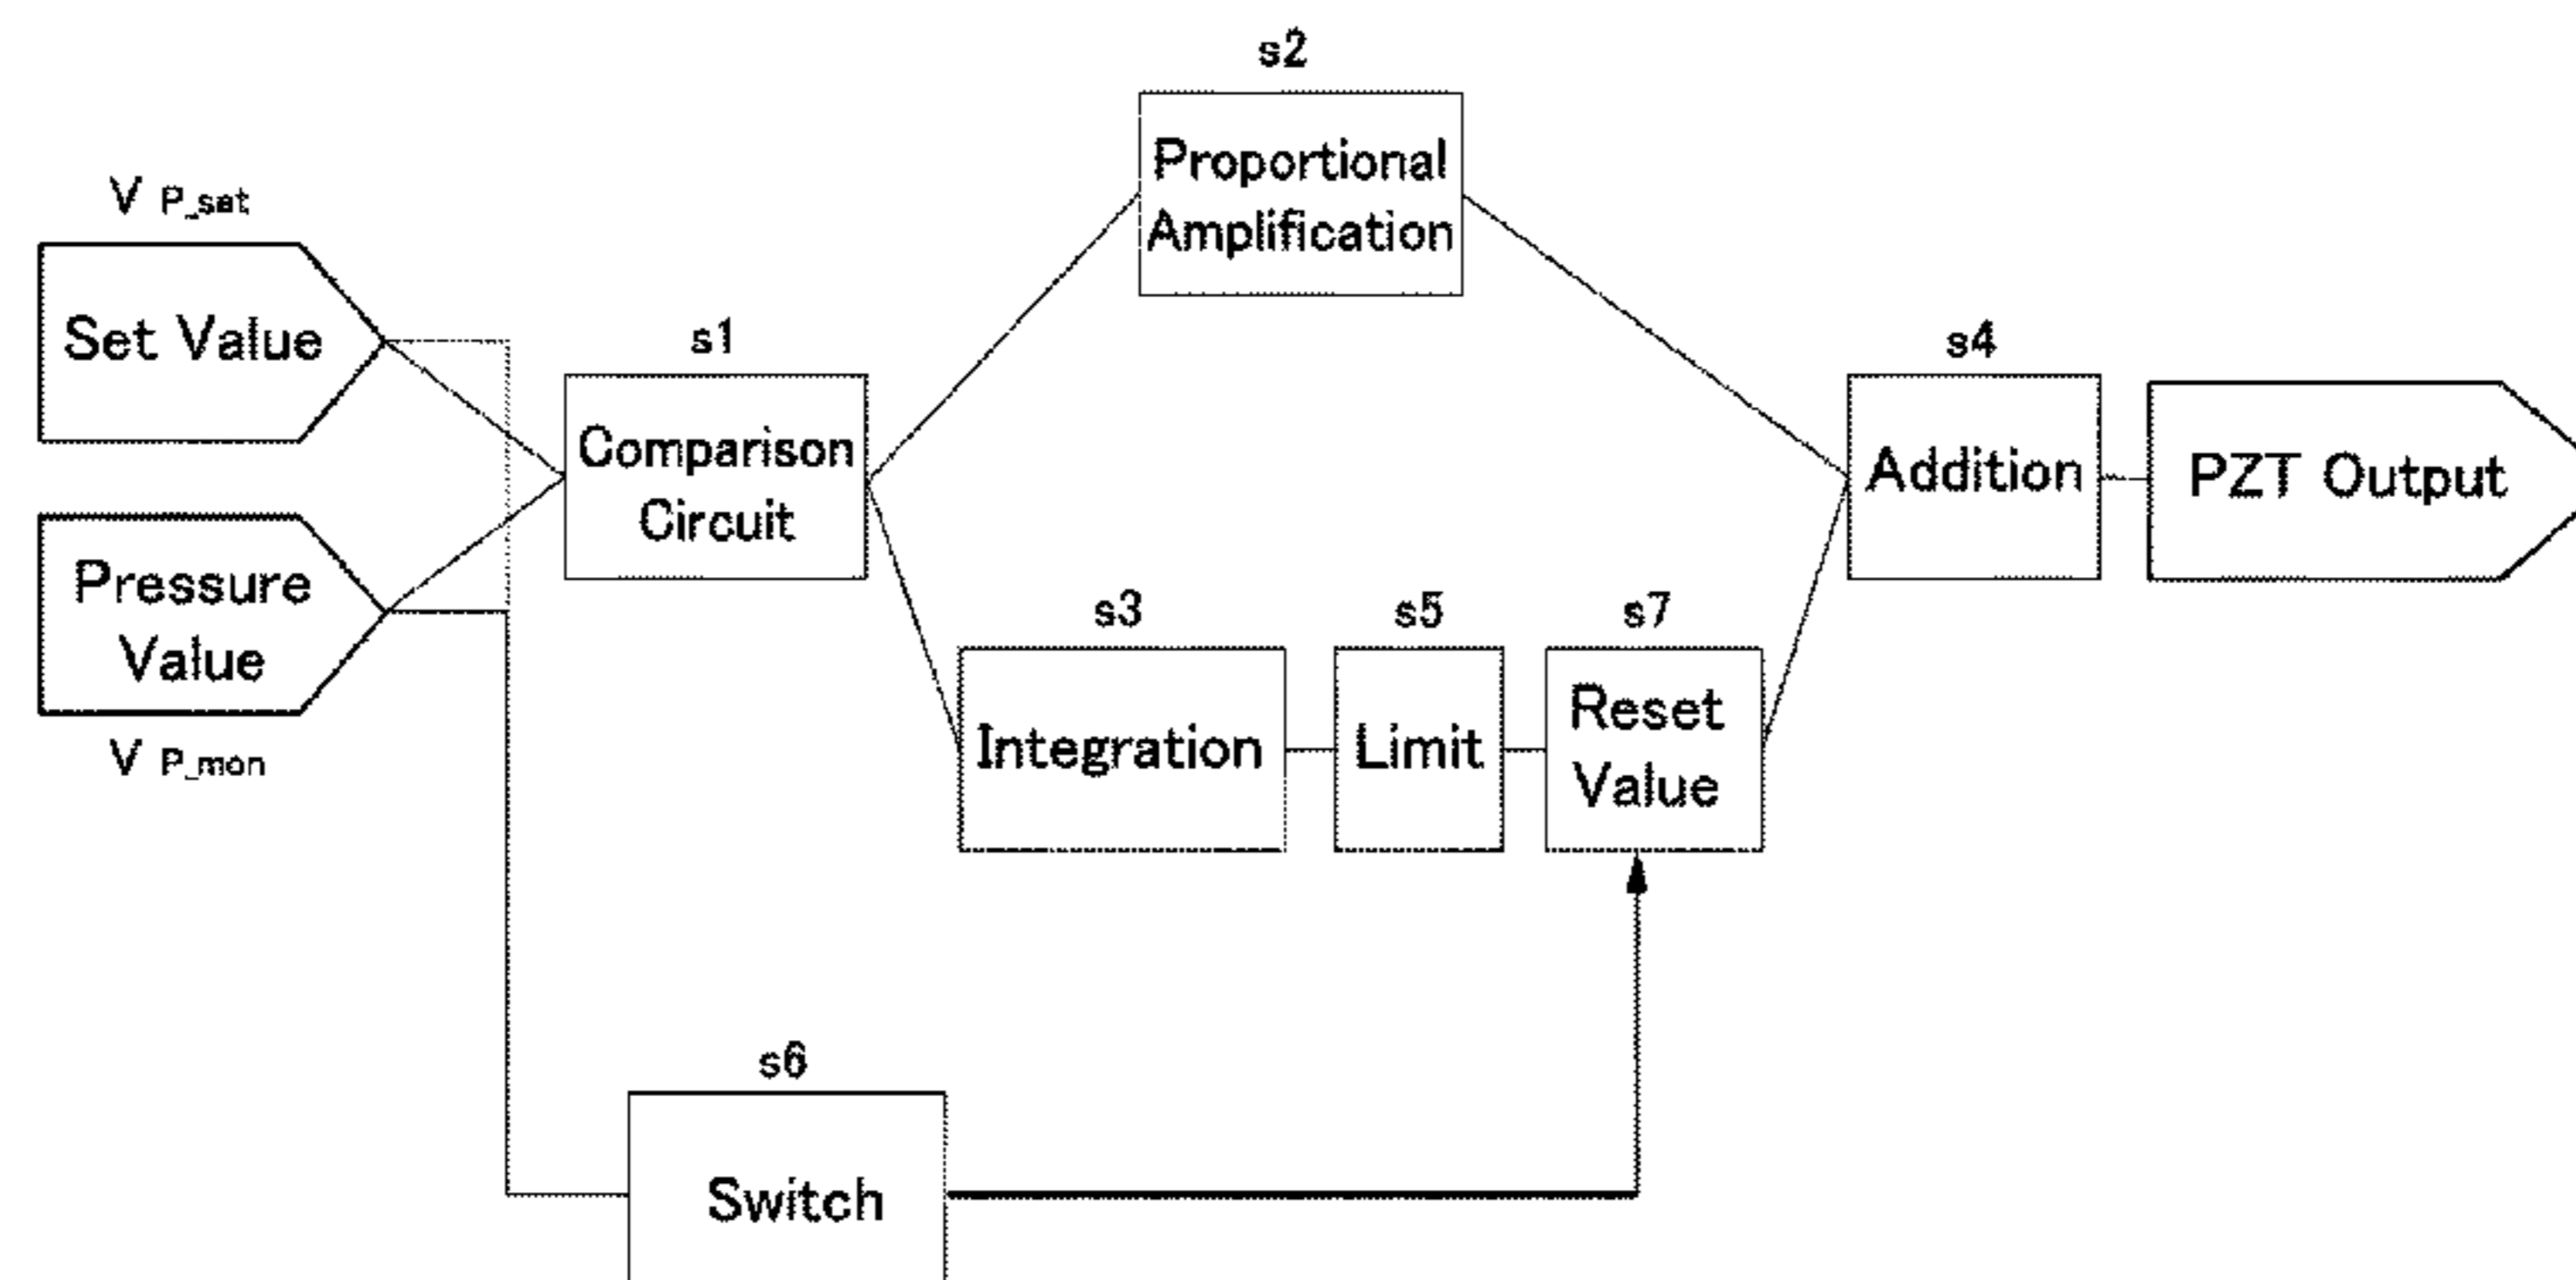 s2
Proportional
Amplification
V P_set
Set Value
s1
Comparison
Circuit
s4
Addition
PZT Output
Pressure
Value
V P_mon
s3
Integration
s5
Limit
s7
Reset
Value
s6
Switch